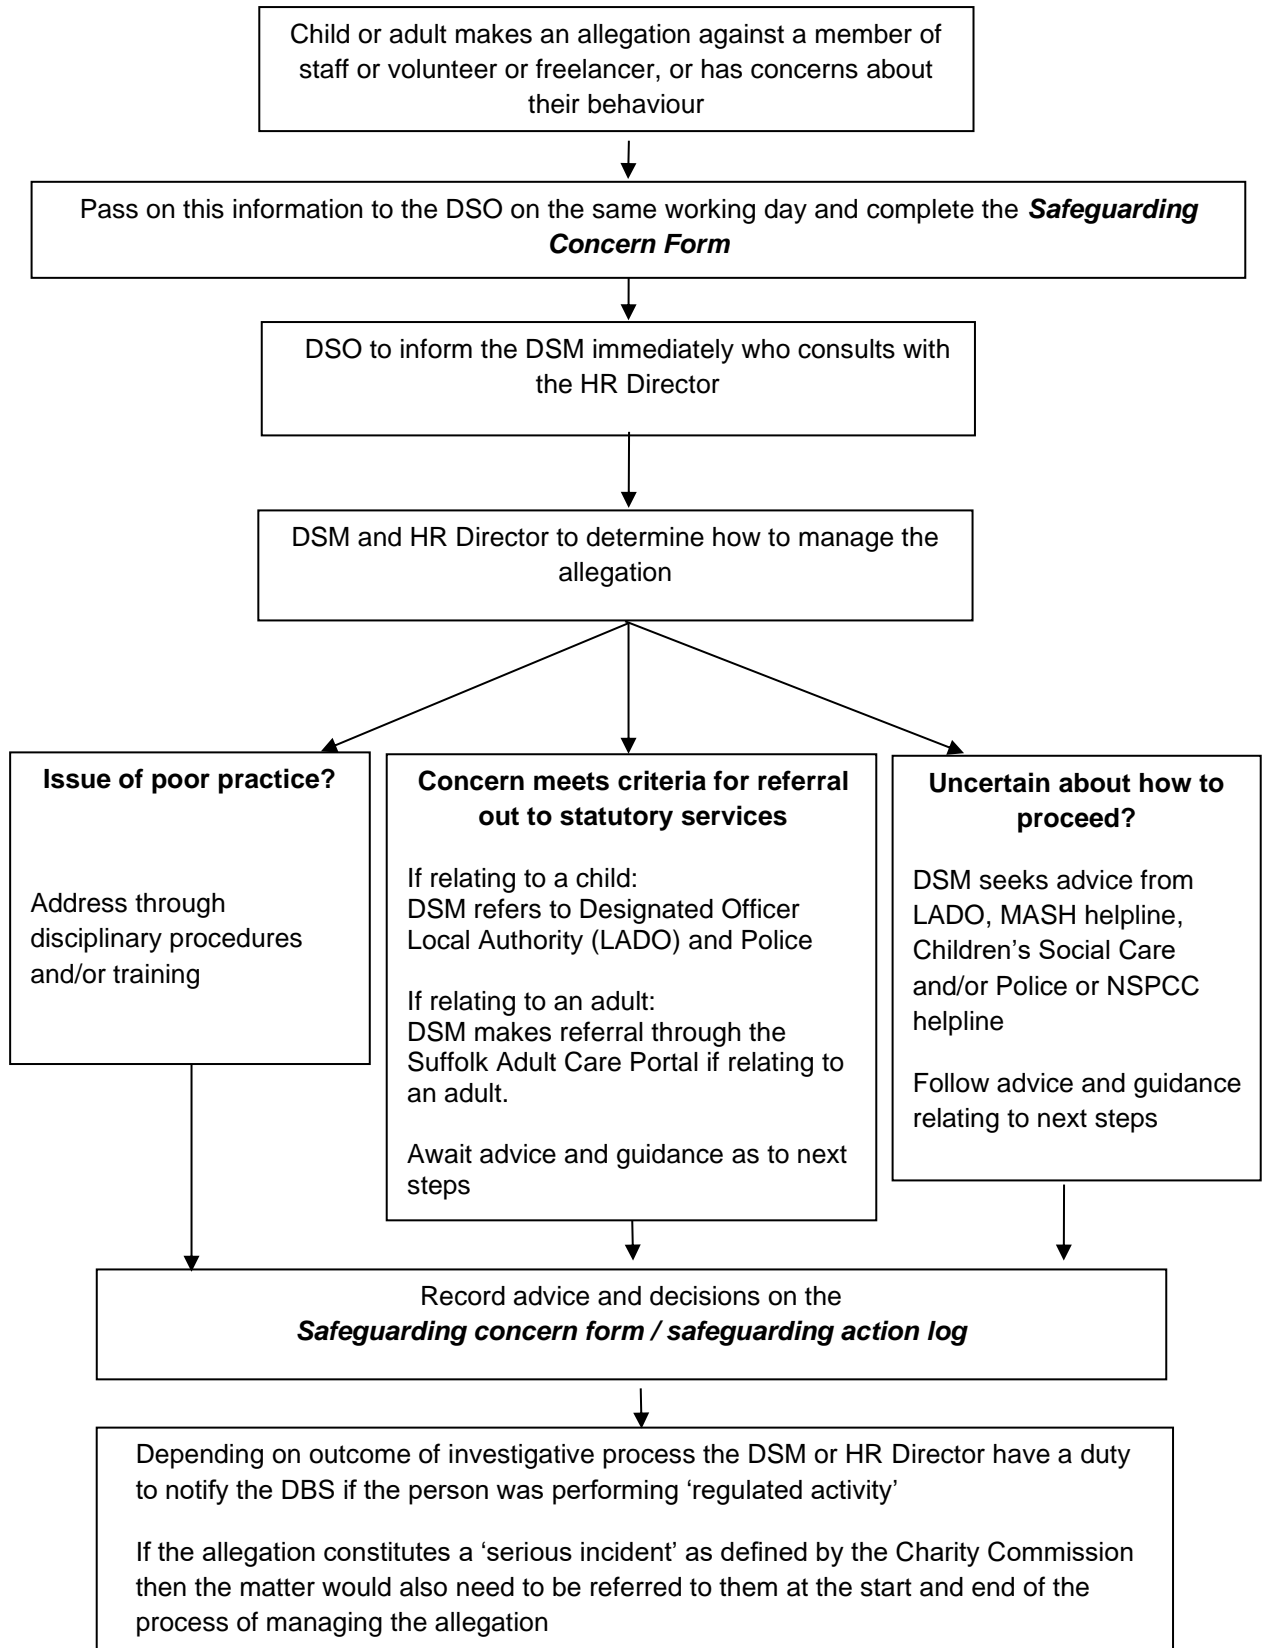 Child or adult makes an allegation against a member of
staff or volunteer or freelancer, or has concerns about
their behaviour
Pass on this information to the DSO on the same working day and complete the Safeguarding
Concern Form
DSO to inform the DSM immediately who consults with
the HR Director
DSM and HR Director to determine how to manage the
allegation
Issue of poor practice?
Address through
disciplinary procedures
and/or training
Concern meets criteria for referral
out to statutory services
If relating to a child:
DSM refers to Designated Officer
Local Authority (LADO) and Police
If relating to an adult:
DSM makes referral through the
Suffolk Adult Care Portal if relating to
an adult.
Await advice and guidance as to next
steps
Uncertain about how to
proceed?
DSM seeks advice from
LADO, MASH helpline,
Children’s Social Care
and/or Police or NSPCC
helpline
Follow advice and guidance
relating to next steps
Record advice and decisions on the
Safeguarding concern form / safeguarding action log
Depending on outcome of investigative process the DSM or HR Director have a duty
to notify the DBS if the person was performing ‘regulated activity’
If the allegation constitutes a ‘serious incident’ as defined by the Charity Commission
then the matter would also need to be referred to them at the start and end of the
process of managing the allegation